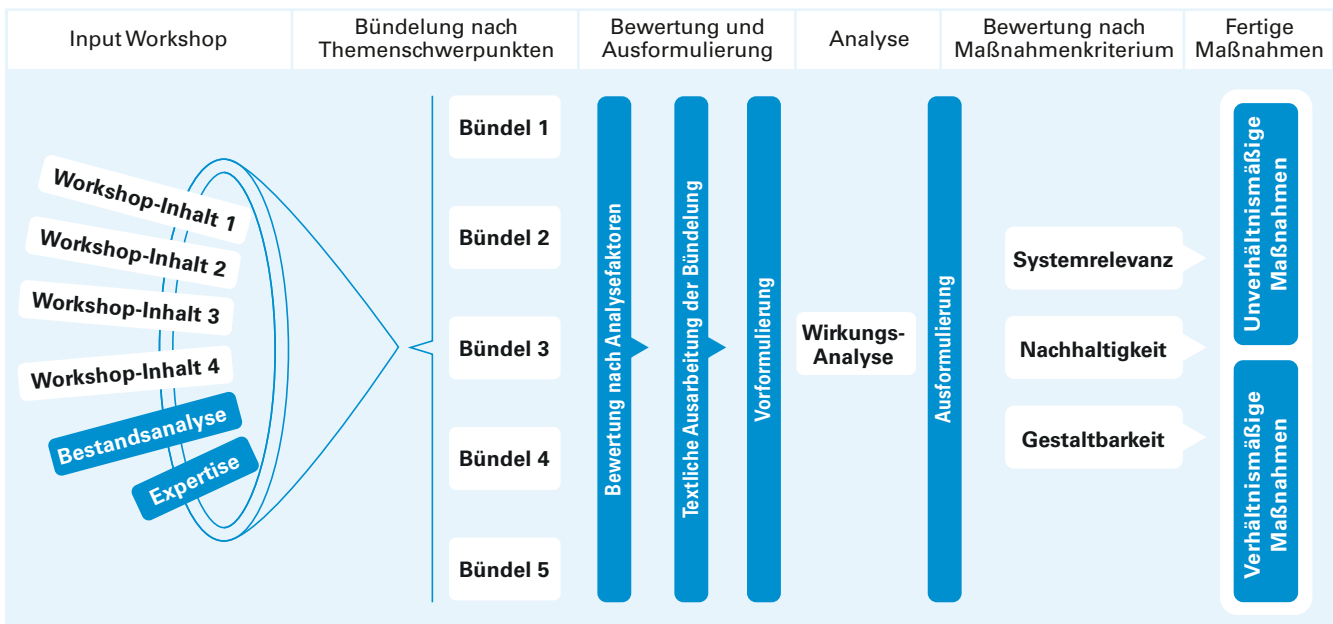 Input Workshop
Bündelung nach
Themenschwerpunkten
Bewertung und
Ausformulierung
Analyse
Bewertung nach
Maßnahmenkriterium
Fertige
Maßnahmen
Workshop-Inhalt 1
Workshop-Inhalt 2
Workshop-Inhalt 3
Workshop-Inhalt 4
Bestandsanalyse
Expertise
Bündel 1
Bündel 2
Bündel 3
Bündel 4
Bündel 5
Bewertung nach Analysefaktoren
Textliche Ausarbeitung der Bündelung
Vorformulierung
Wirkungs-
Analyse
Ausformulierung
Systemrelevanz
Nachhaltigkeit
Gestaltbarkeit
Unverhältnismäßige
Maßnahmen
Verhältnismäßige
Maßnahmen